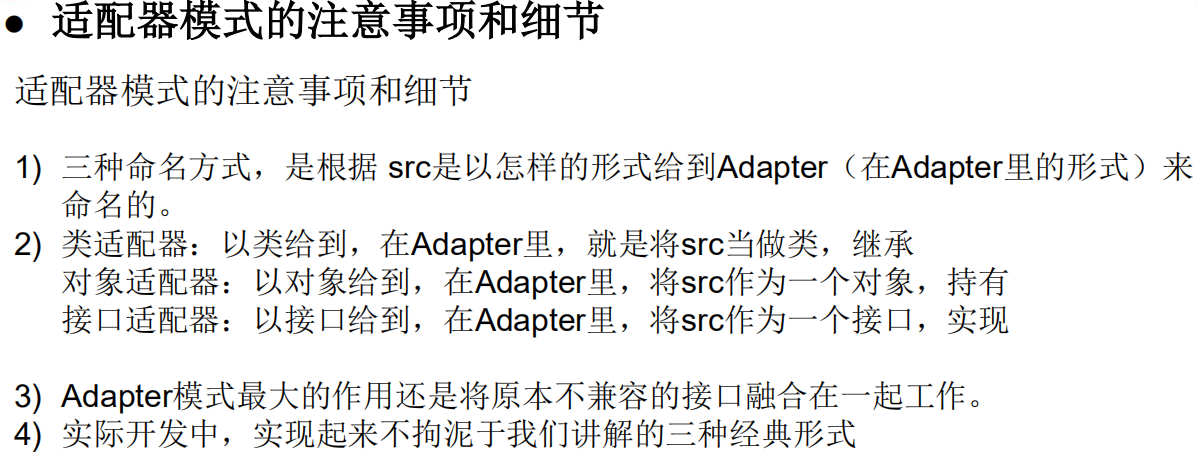 ● 适配器模式的注意事项和细节
适配器模式的注意事项和细节
1) 三种命名方式，是根据 src是以怎样的形式给到Adapter（在Adapter里的形式）来
命名的。
2) 类适配器：以类给到，在Adapter里，就是将src当做类，继承
对象适配器：以对象给到，在Adapter里，将src作为一个对象，持有
接口适配器：以接口给到，在Adapter里，将src作为一个接口，实现
3) Adapter模式最大的作用还是将原本不兼容的接口融合在一起工作。
4) 实际开发中，实现起来不拘泥于我们讲解的三种经典形式